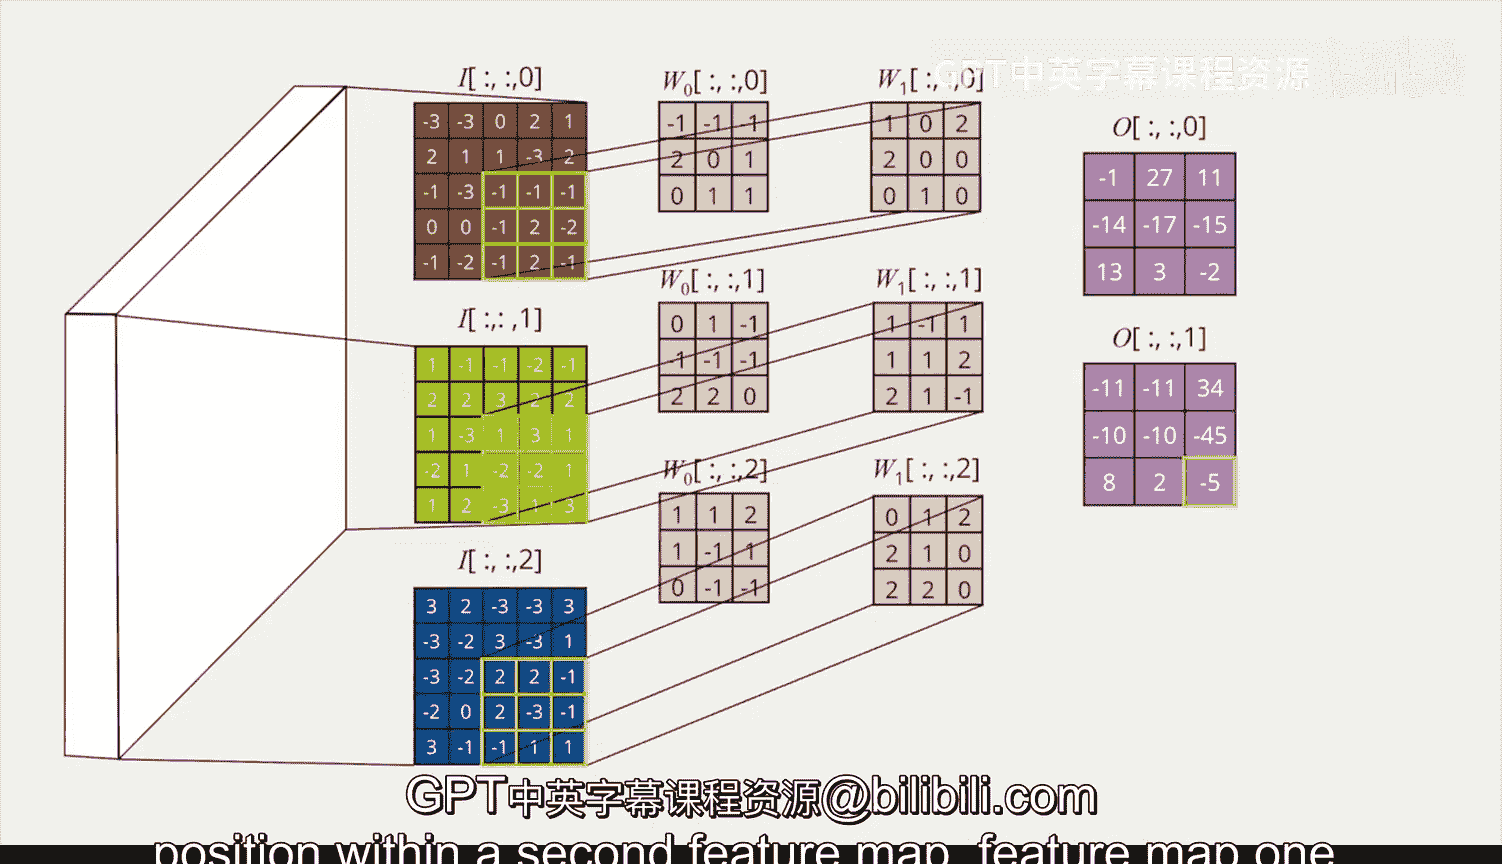 GPT中英字幕课程资源
I[ :, :,0]
-3 -3 0 2 1
2 1 1 -3 2
-1 -3 -1 -1 -1
0 0 -1 2 -2
-1 -2 -1 2 -1
I[ :,: ,1]
1 -1 -1 -2 -1
2 2 3 2 2
1 -3 1 3 1
-2 1 -2 -2 1
1 2 -3 1 3
I[ :, :,2]
3 2 -3 -3 3
-3 -2 3 -3 1
-3 -2 2 2 -1
-2 0 2 -3 -1
3 -1 -1 1 1
W0[ :, :,0]
-1 -1 -1
2 0 1
0 1 1
W0[ :, :,1]
0 1 -1
-1 -1 -1
2 2 0
W0[ :, :,2]
1 1 2
1 -1 1
0 -1 -1
W1[ :, :,0]
1 0 2
2 0 0
0 1 0
W1[ :, :,1]
1 -1 1
1 1 2
2 1 -1
W1[ :, :,2]
0 1 2
2 1 0
2 2 0
O[ :, :,0]
-1 27 11
-14 -17 -15
13 3 -2
O[ :, :,1]
-11 -11 34
-10 -10 -45
8 2 -5
GPT中英字幕课程资源@bilibili.com
position within a second feature map, feature map one